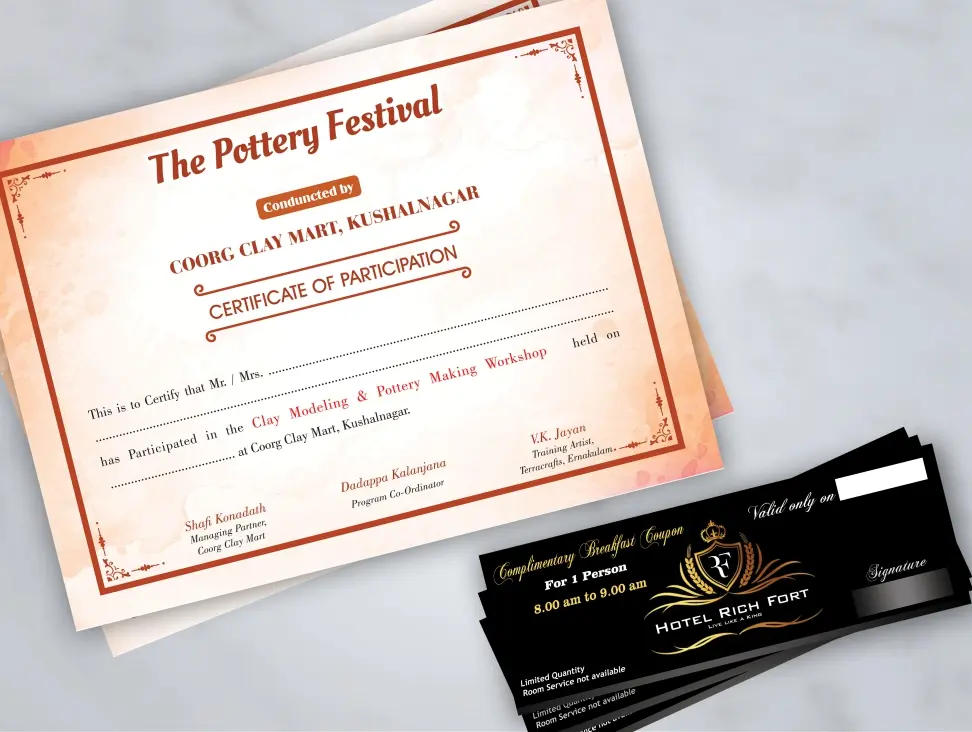 The Pottery Festival
Conduncted by
COORG CLAY MART, KUSHALNAGAR
CERTIFICATE OF PARTICIPATION
This is to Certify that Mr. / Mrs. ........................................
........................................
has Participated in the Clay Modeling & Pottery Making Workshop held on
.............................. at Coorg Clay Mart, Kushalnagar.
Shafi Konadath
Managing Partner,
Coorg Clay Mart
Dadappa Kalanjana
Program Co-Ordinator
V.K. Jayan
Training Artist,
Terracrafts, Ernakulam.
Complimentary Breakfast Coupon
For 1 Person
8.00 am to 9.00 am
RF
HOTEL RICH FORT
LIVE LIKE A KING
Valid only on
Signature
Limited Quantity
Room Service not available
Limited Quantity
Room Service not available